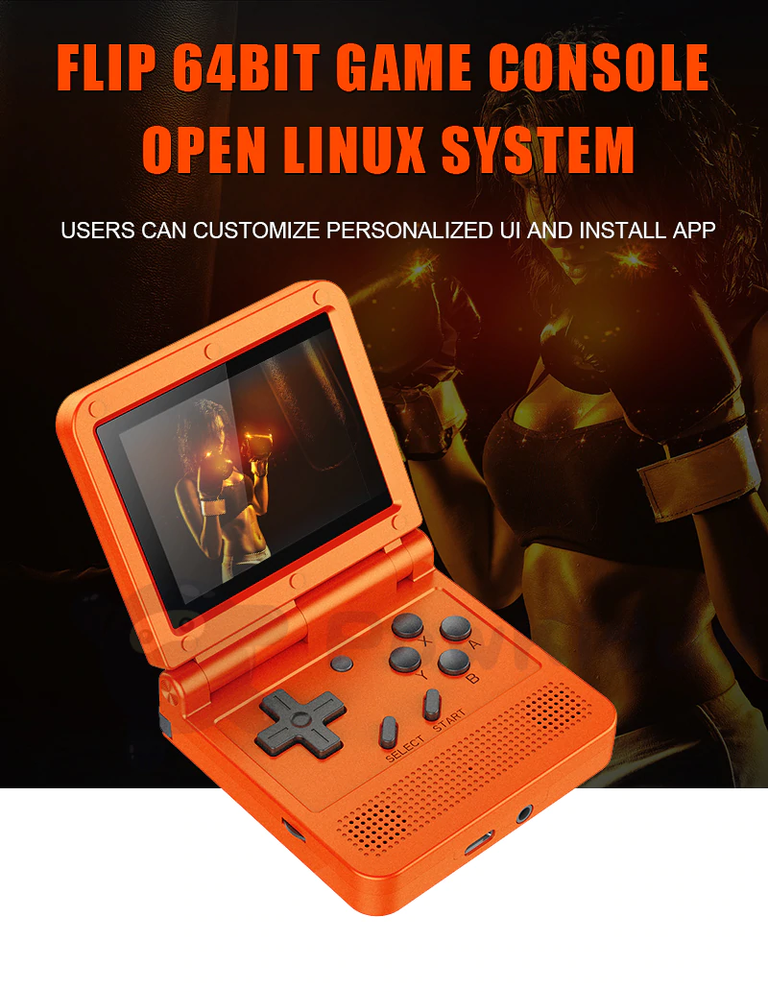 FLIP 64BIT GAME CONSOLE
OPEN LINUX SYSTEM
USERS CAN CUSTOMIZE PERSONALIZED UI AND INSTALL APP
X
A
Y
B
SELECT START